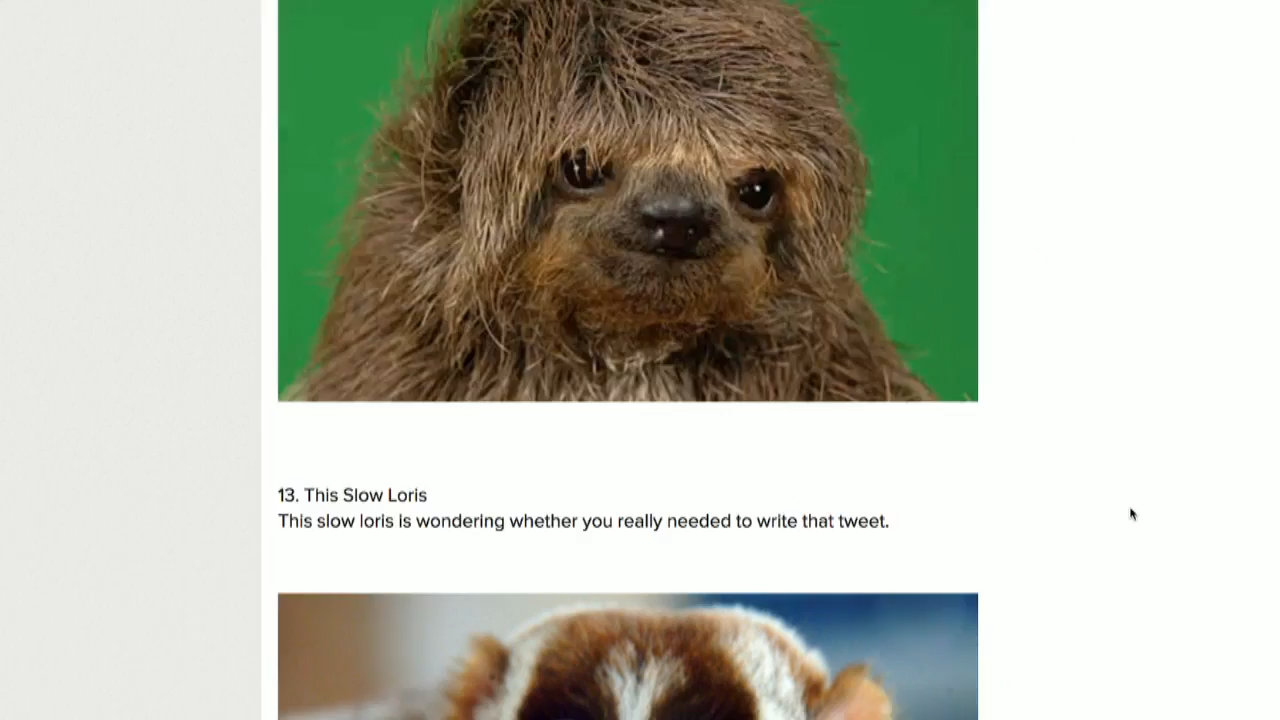 13. This Slow Loris
This slow loris is wondering whether you really needed to write that tweet.